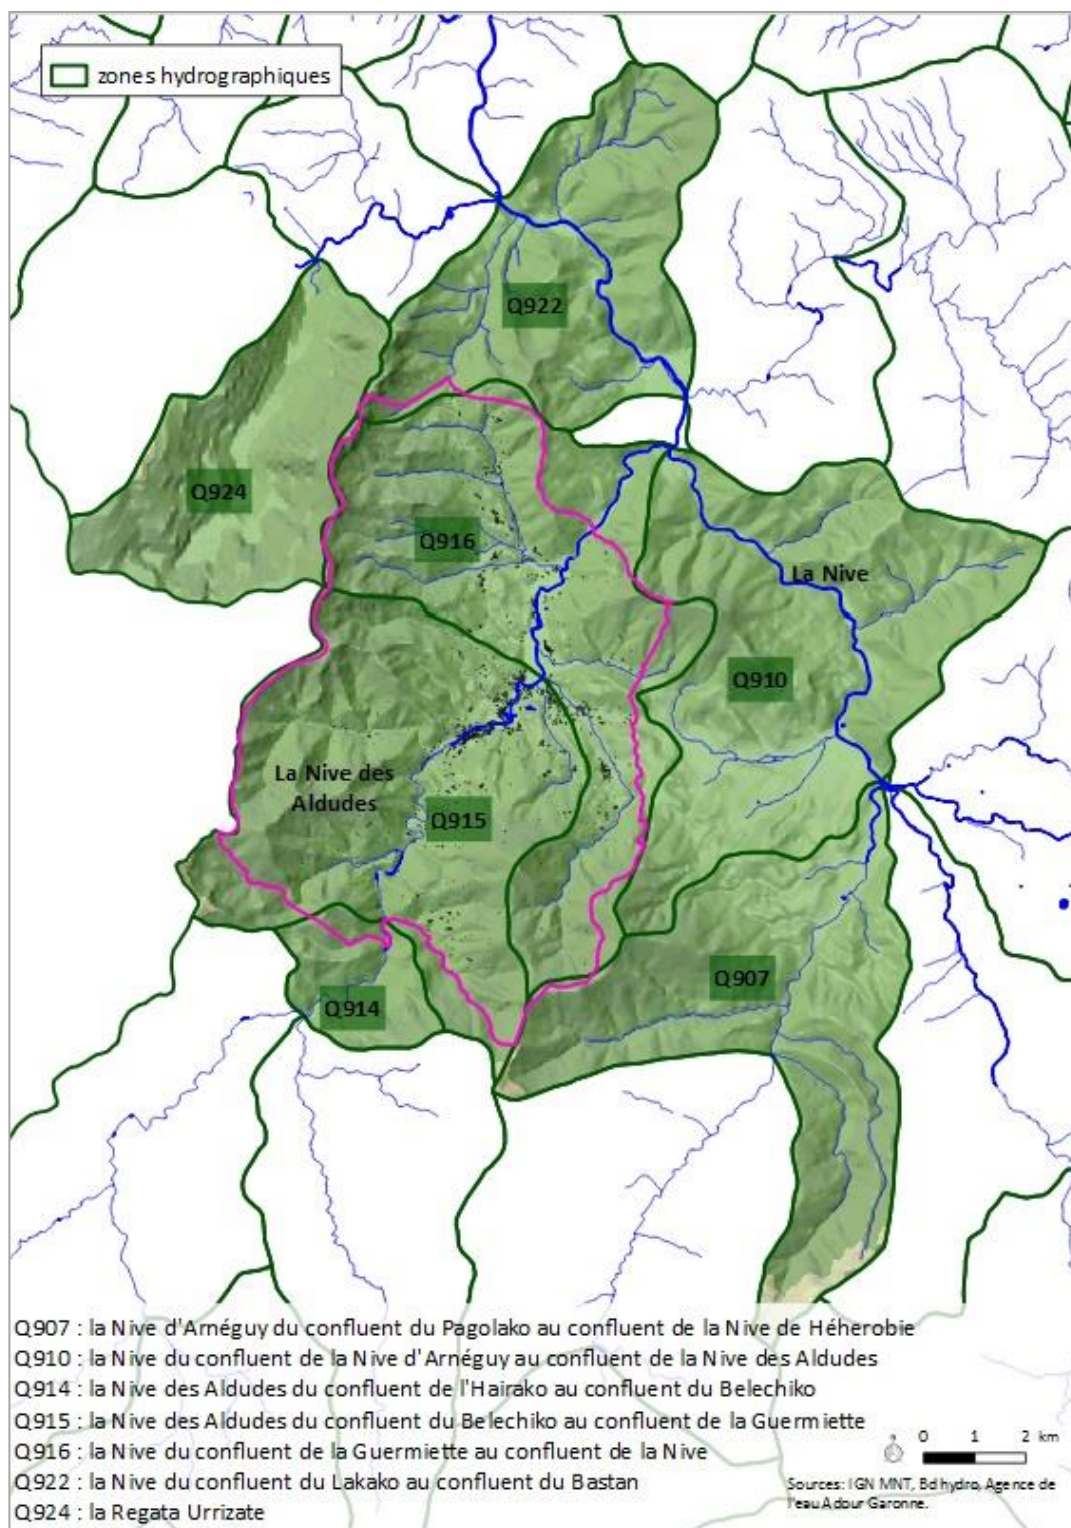 zones hydrographiques
Q922
Q924
Q916
La Nive
Q910
La Nive des
Aldudes
Q915
Q907
Q914
Q907 : la Nive d'Arnéguy du confluent du Pagolako au confluent de la Nive de Héherobie
Q910 : la Nive du confluent de la Nive d'Arnéguy au confluent de la Nive des Aldudes
Q914 : la Nive des Aldudes du confluent de l'Hairako au confluent du Belechiko
Q915 : la Nive des Aldudes du confluent du Belechiko au confluent de la Guermiette
Q916 : la Nive du confluent de la Guermiette au confluent de la Nive
Q922 : la Nive du confluent du Lakako au confluent du Bastan
Q924 : la Regata Urrizate
0 1 2 km
Sources: IGN MNT, Bd hydro, Agence de
l'eau Adour Garonne.